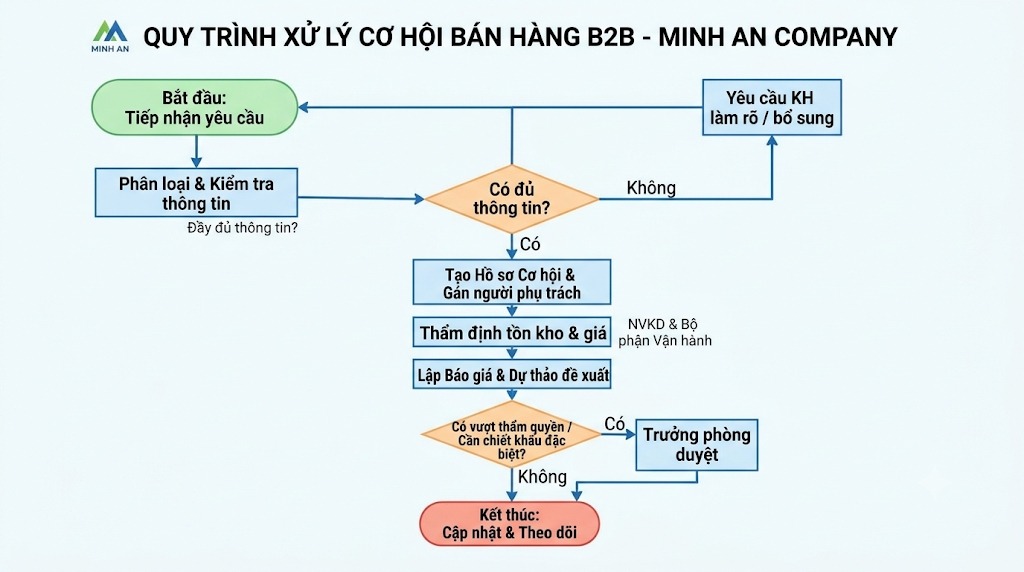 MINH AN
QUY TRÌNH XỬ LÝ CƠ HỘI BÁN HÀNG B2B - MINH AN COMPANY
Bắt đầu:
Tiếp nhận yêu cầu
Yêu cầu KH
làm rõ / bổ sung
Phân loại & Kiểm tra
thông tin
Đầy đủ thông tin?
Có đủ
thông tin?
Không
Có
Tạo Hồ sơ Cơ hội &
Gán người phụ trách
Thẩm định tồn kho & giá
NVKD & Bộ
phận Vận hành
Lập Báo giá & Dự thảo đề xuất
Có vượt thẩm quyền /
Cần chiết khấu đặc
biệt?
Có
Trưởng phòng
duyệt
Không
Kết thúc:
Cập nhật & Theo dõi